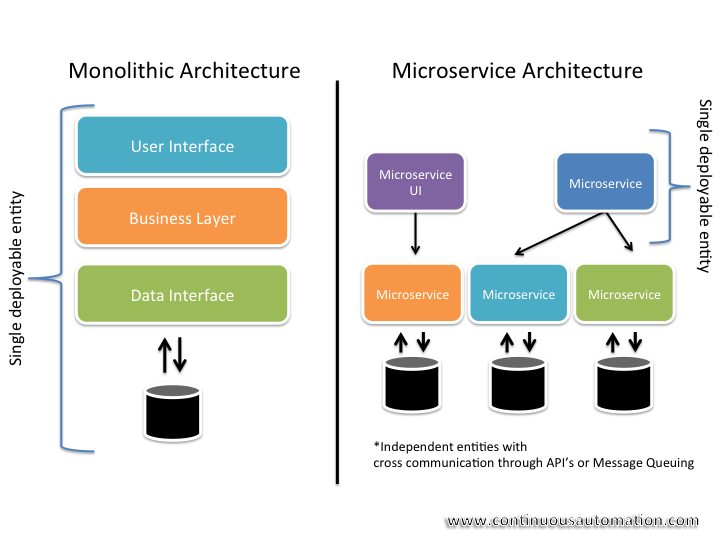 Monolithic Architecture
Single deployable entity
User Interface
Business Layer
Data Interface
Microservice Architecture
Single deployable entity
Microservice
UI
Microservice
Microservice
Microservice
Microservice
*Independent entities with
cross communication through API's or Message Queuing
www.continuousautomation.com